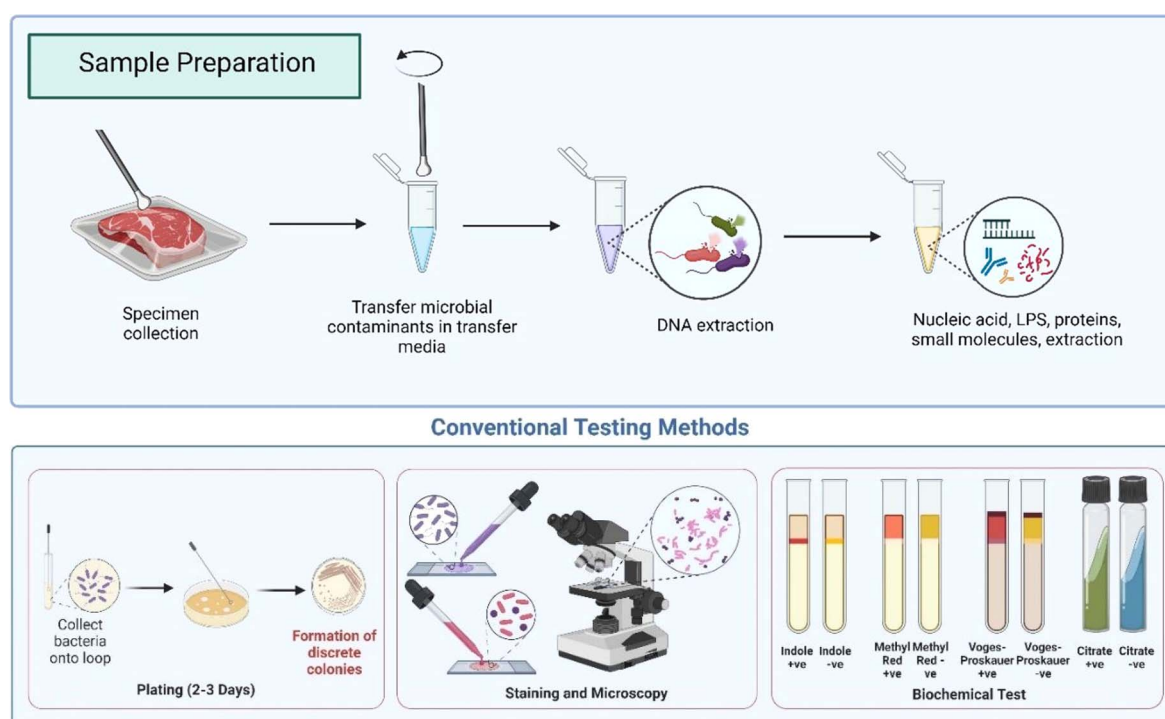 Sample Preparation
Specimen
collection
Transfer microbial
contaminants in transfer
media
DNA extraction
Nucleic acid, LPS, proteins,
small molecules, extraction
Conventional Testing Methods
Collect
bacteria
onto loop
Formation of
discrete
colonies
Plating (2-3 Days)
Staining and Microscopy
Indole
+ve
Indole
-ve
Methyl
Red
+ve
Methyl
Red -
ve
Voges-
Proskauer
+ve
Voges-
Proskauer
-ve
Citrate
+ve
Citrate
-ve
Biochemical Test